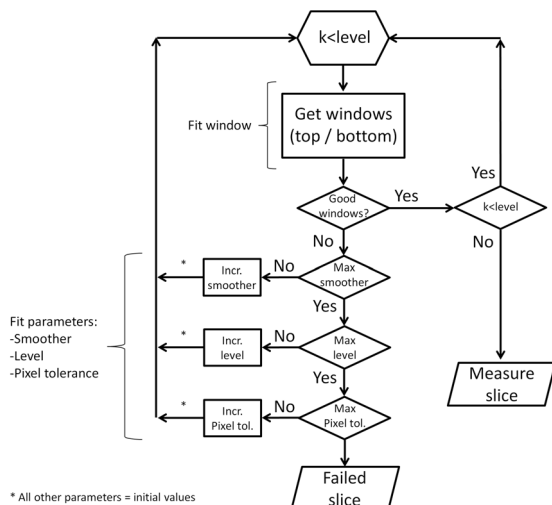 k<level
Fit window
Get windows
(top / bottom)
Good
windows?
Yes
k<level
Yes
No
No
Max
smoother
No
Incr.
smoother
*
Yes
Max
level
No
Incr.
level
*
Yes
Max
Pixel tol.
No
Incr.
Pixel tol.
*
Fit parameters:
-Smoother
-Level
-Pixel tolerance
Measure
slice
Failed
slice
* All other parameters = initial values